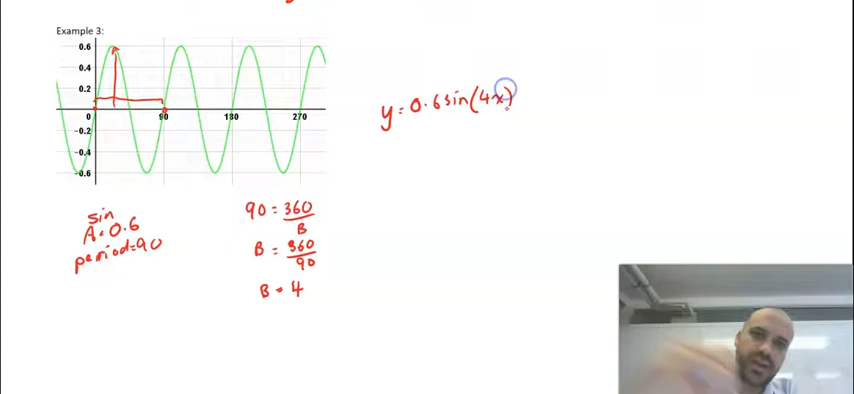 Example 3:
0.6
0.4
0.2
0 90 180 270
-0.2
-0.4
-0.6
y = 0.6 sin(4x)
sin
A = 0.6
period = 90
90 = 360
B
B = 360
90
B = 4